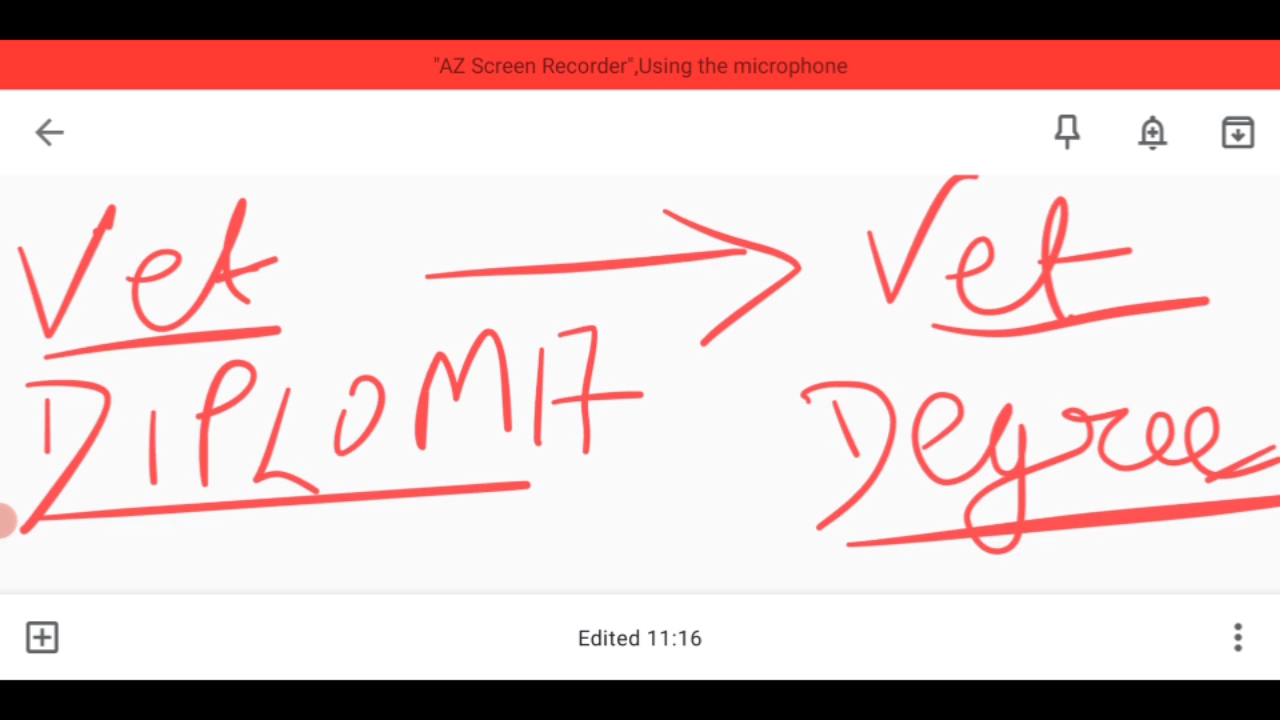 "AZ Screen Recorder",Using the microphone
Vet → Vet
DIPLOMA Degree
Edited 11:16